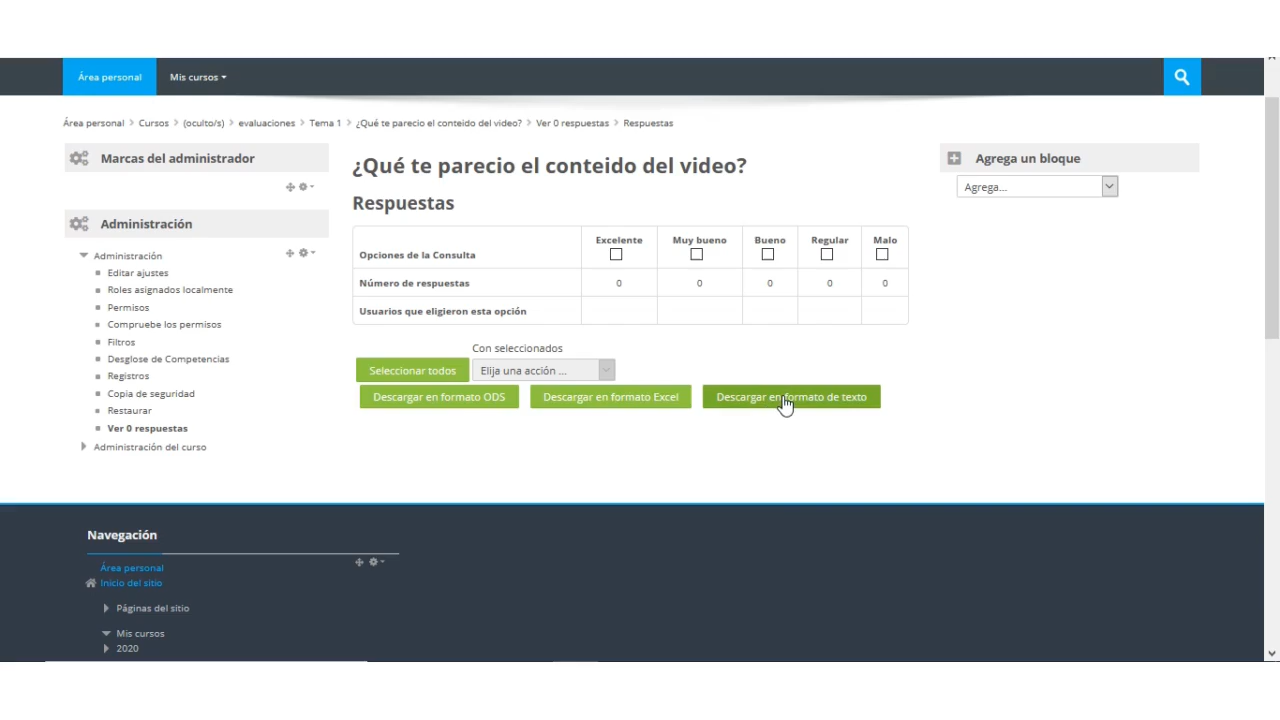 Área personal Mis cursos
Área personal > Cursos > (oculto/s) > evaluaciones > Tema 1 > ¿Qué te parecio el conteido del video? > Ver 0 respuestas > Respuestas
Marcas del administrador
¿Qué te parecio el conteido del video?
Agrega un bloque
Agrega...
Respuestas
Administración
Excelente Muy bueno Bueno Regular Malo
Opciones de la Consulta
Número de respuestas 0 0 0 0 0
Usuarios que eligieron esta opción
Administración
Editar ajustes
Roles asignados localmente
Permisos
Compruebe los permisos
Filtros
Desglose de Competencias
Registros
Copia de seguridad
Restaurar
Ver 0 respuestas
Administración del curso
Con seleccionados
Seleccionar todos Elija una acción ...
Descargar en formato ODS Descargar en formato Excel Descargar en formato de texto
Navegación
Área personal
Inicio del sitio
Páginas del sitio
Mis cursos
2020